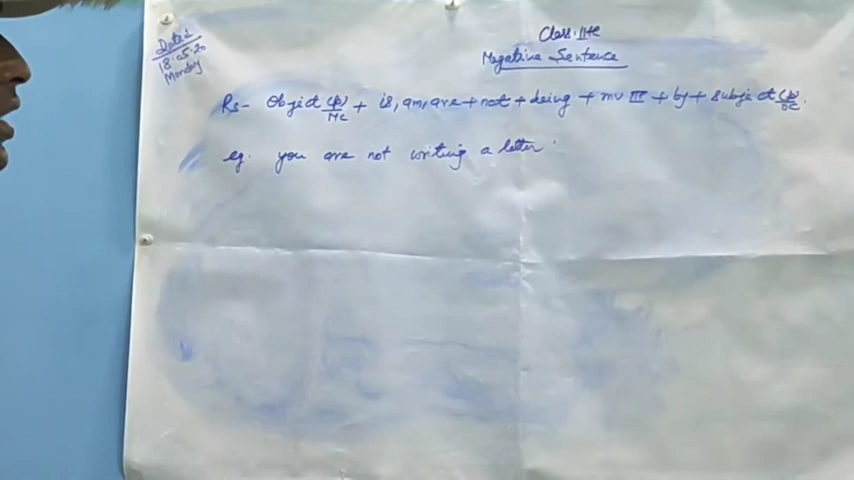 Dated
18.05.20
Monday
Class: IIIrd
Negative Sentence
Rs- Object (p)/NC + is, am, are + not + being + mv III + by + subject (p)/OC.
eg. you are not writing a letter.